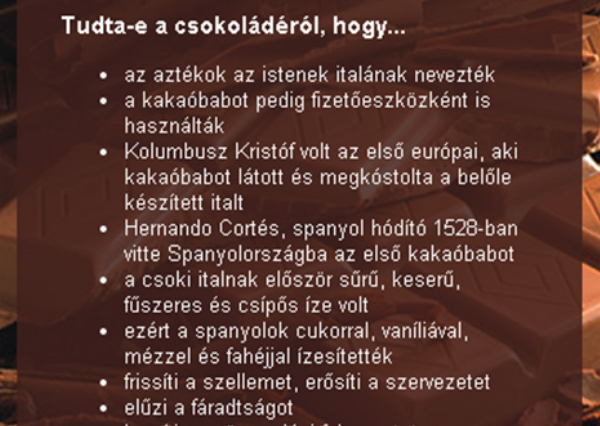 Tudta-e a csokoládéról, hogy...
• az aztékok az istenek italának nevezték
• a kakaóbabot pedig fizetőeszközként is
használták
• Kolumbusz Kristóf volt az első európai, aki
kakaóbabot látott és megkóstolta a belőle
készített italt
• Hernando Cortés, spanyol hódító 1528-ban
vitte Spanyolországba az első kakaóbabot
• a csoki italnak először sűrű, keserű,
fűszeres és csípős íze volt
• ezért a spanyolok cukorral, vaníliával,
mézzel és fahéjjal ízesítették
• frissíti a szellemet, erősíti a szervezetet
• elűzi a fáradtságot